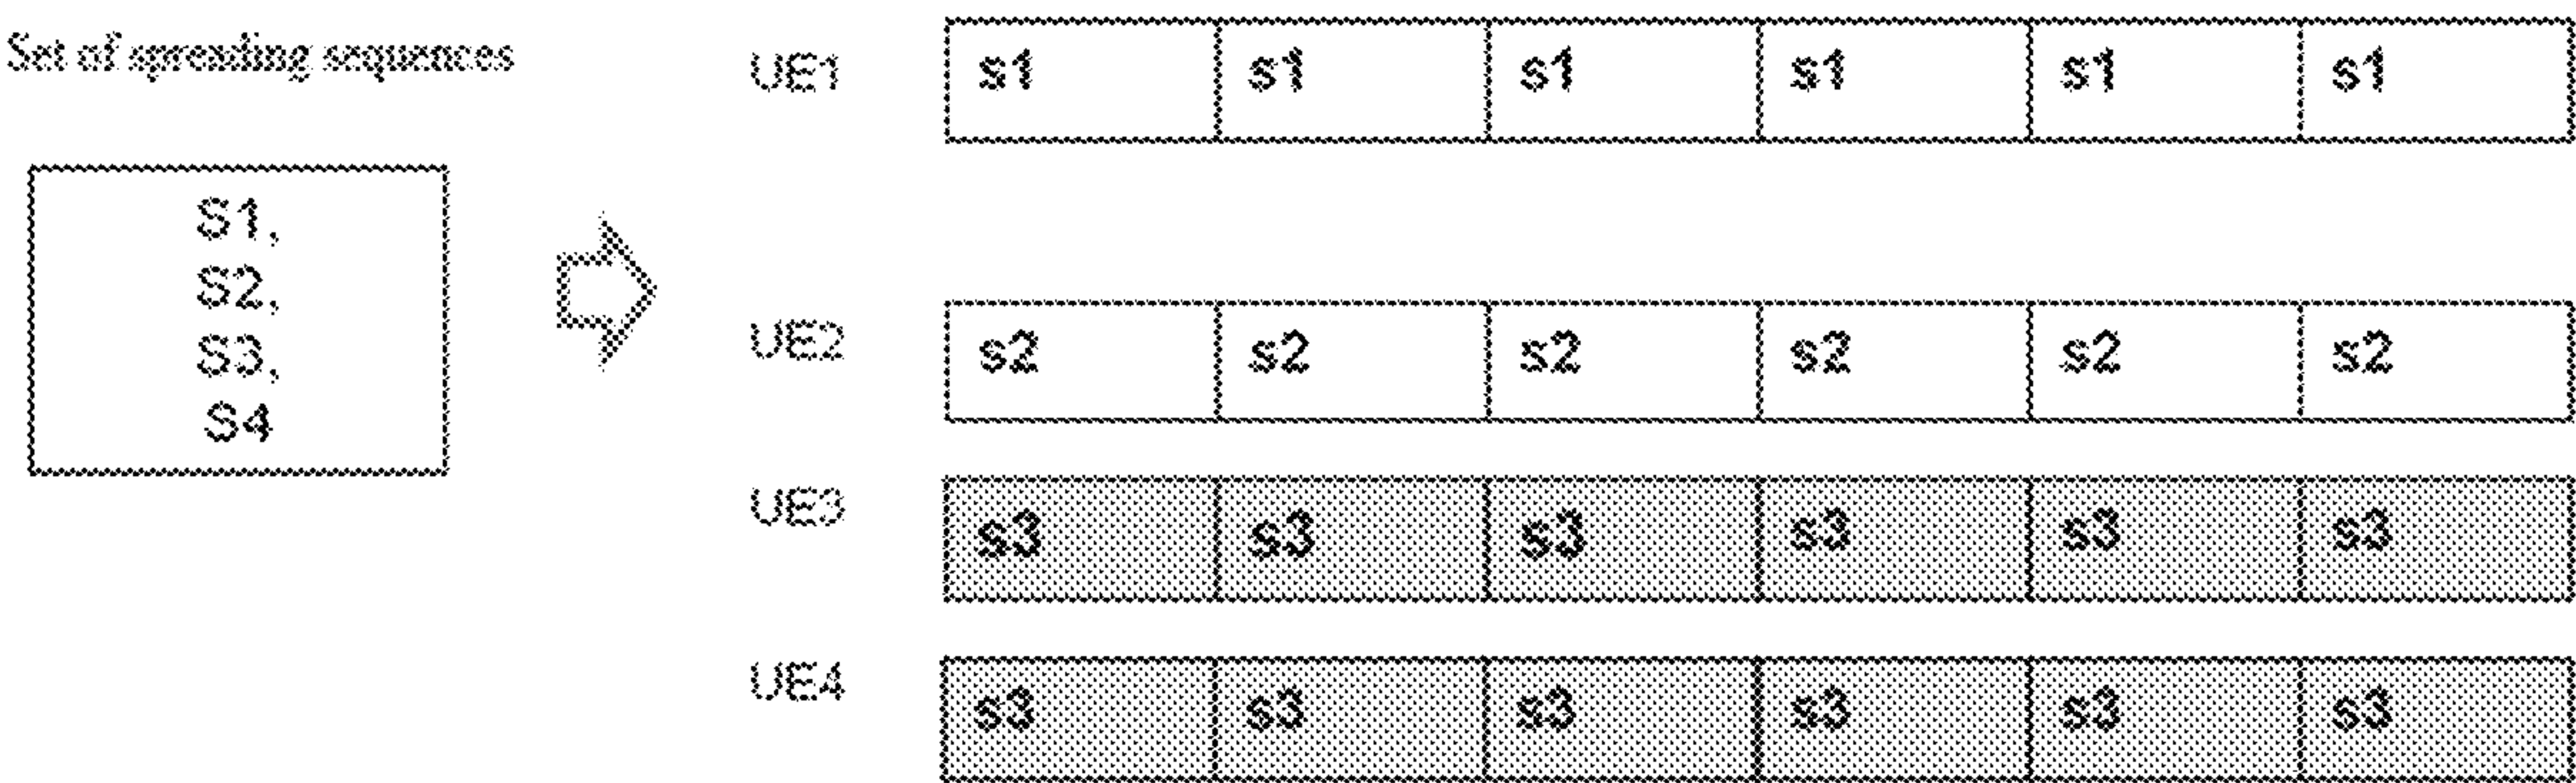 Set of spreading sequences
S1,
S2,
S3,
S4
UE1 s1 s1 s1 s1 s1 s1
UE2 s2 s2 s2 s2 s2 s2
UE3 s3 s3 s3 s3 s3 s3
UE4 s3 s3 s3 s3 s3 s3